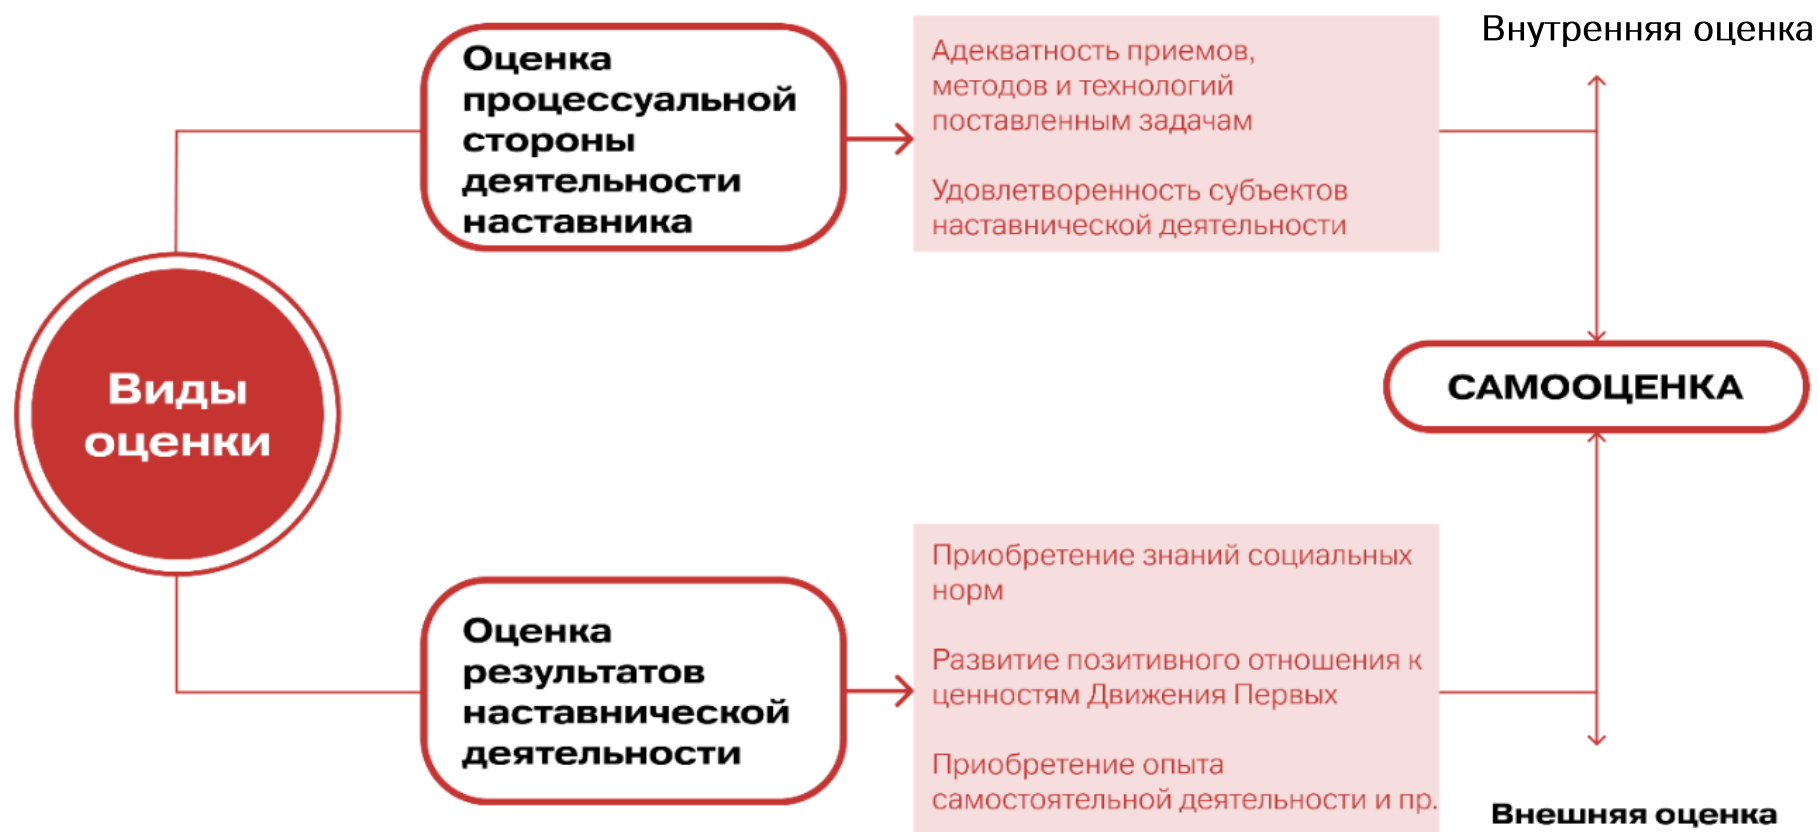 Виды
оценки
Оценка
процессуальной
стороны
деятельности
наставника
Адекватность приемов,
методов и технологий
поставленным задачам
Удовлетворенность субъектов
наставнической деятельности
Внутренняя оценка
САМООЦЕНКА
Оценка
результатов
наставнической
деятельности
Приобретение знаний социальных
норм
Развитие позитивного отношения к
ценностям Движения Первых
Приобретение опыта
самостоятельной деятельности и пр.
Внешняя оценка